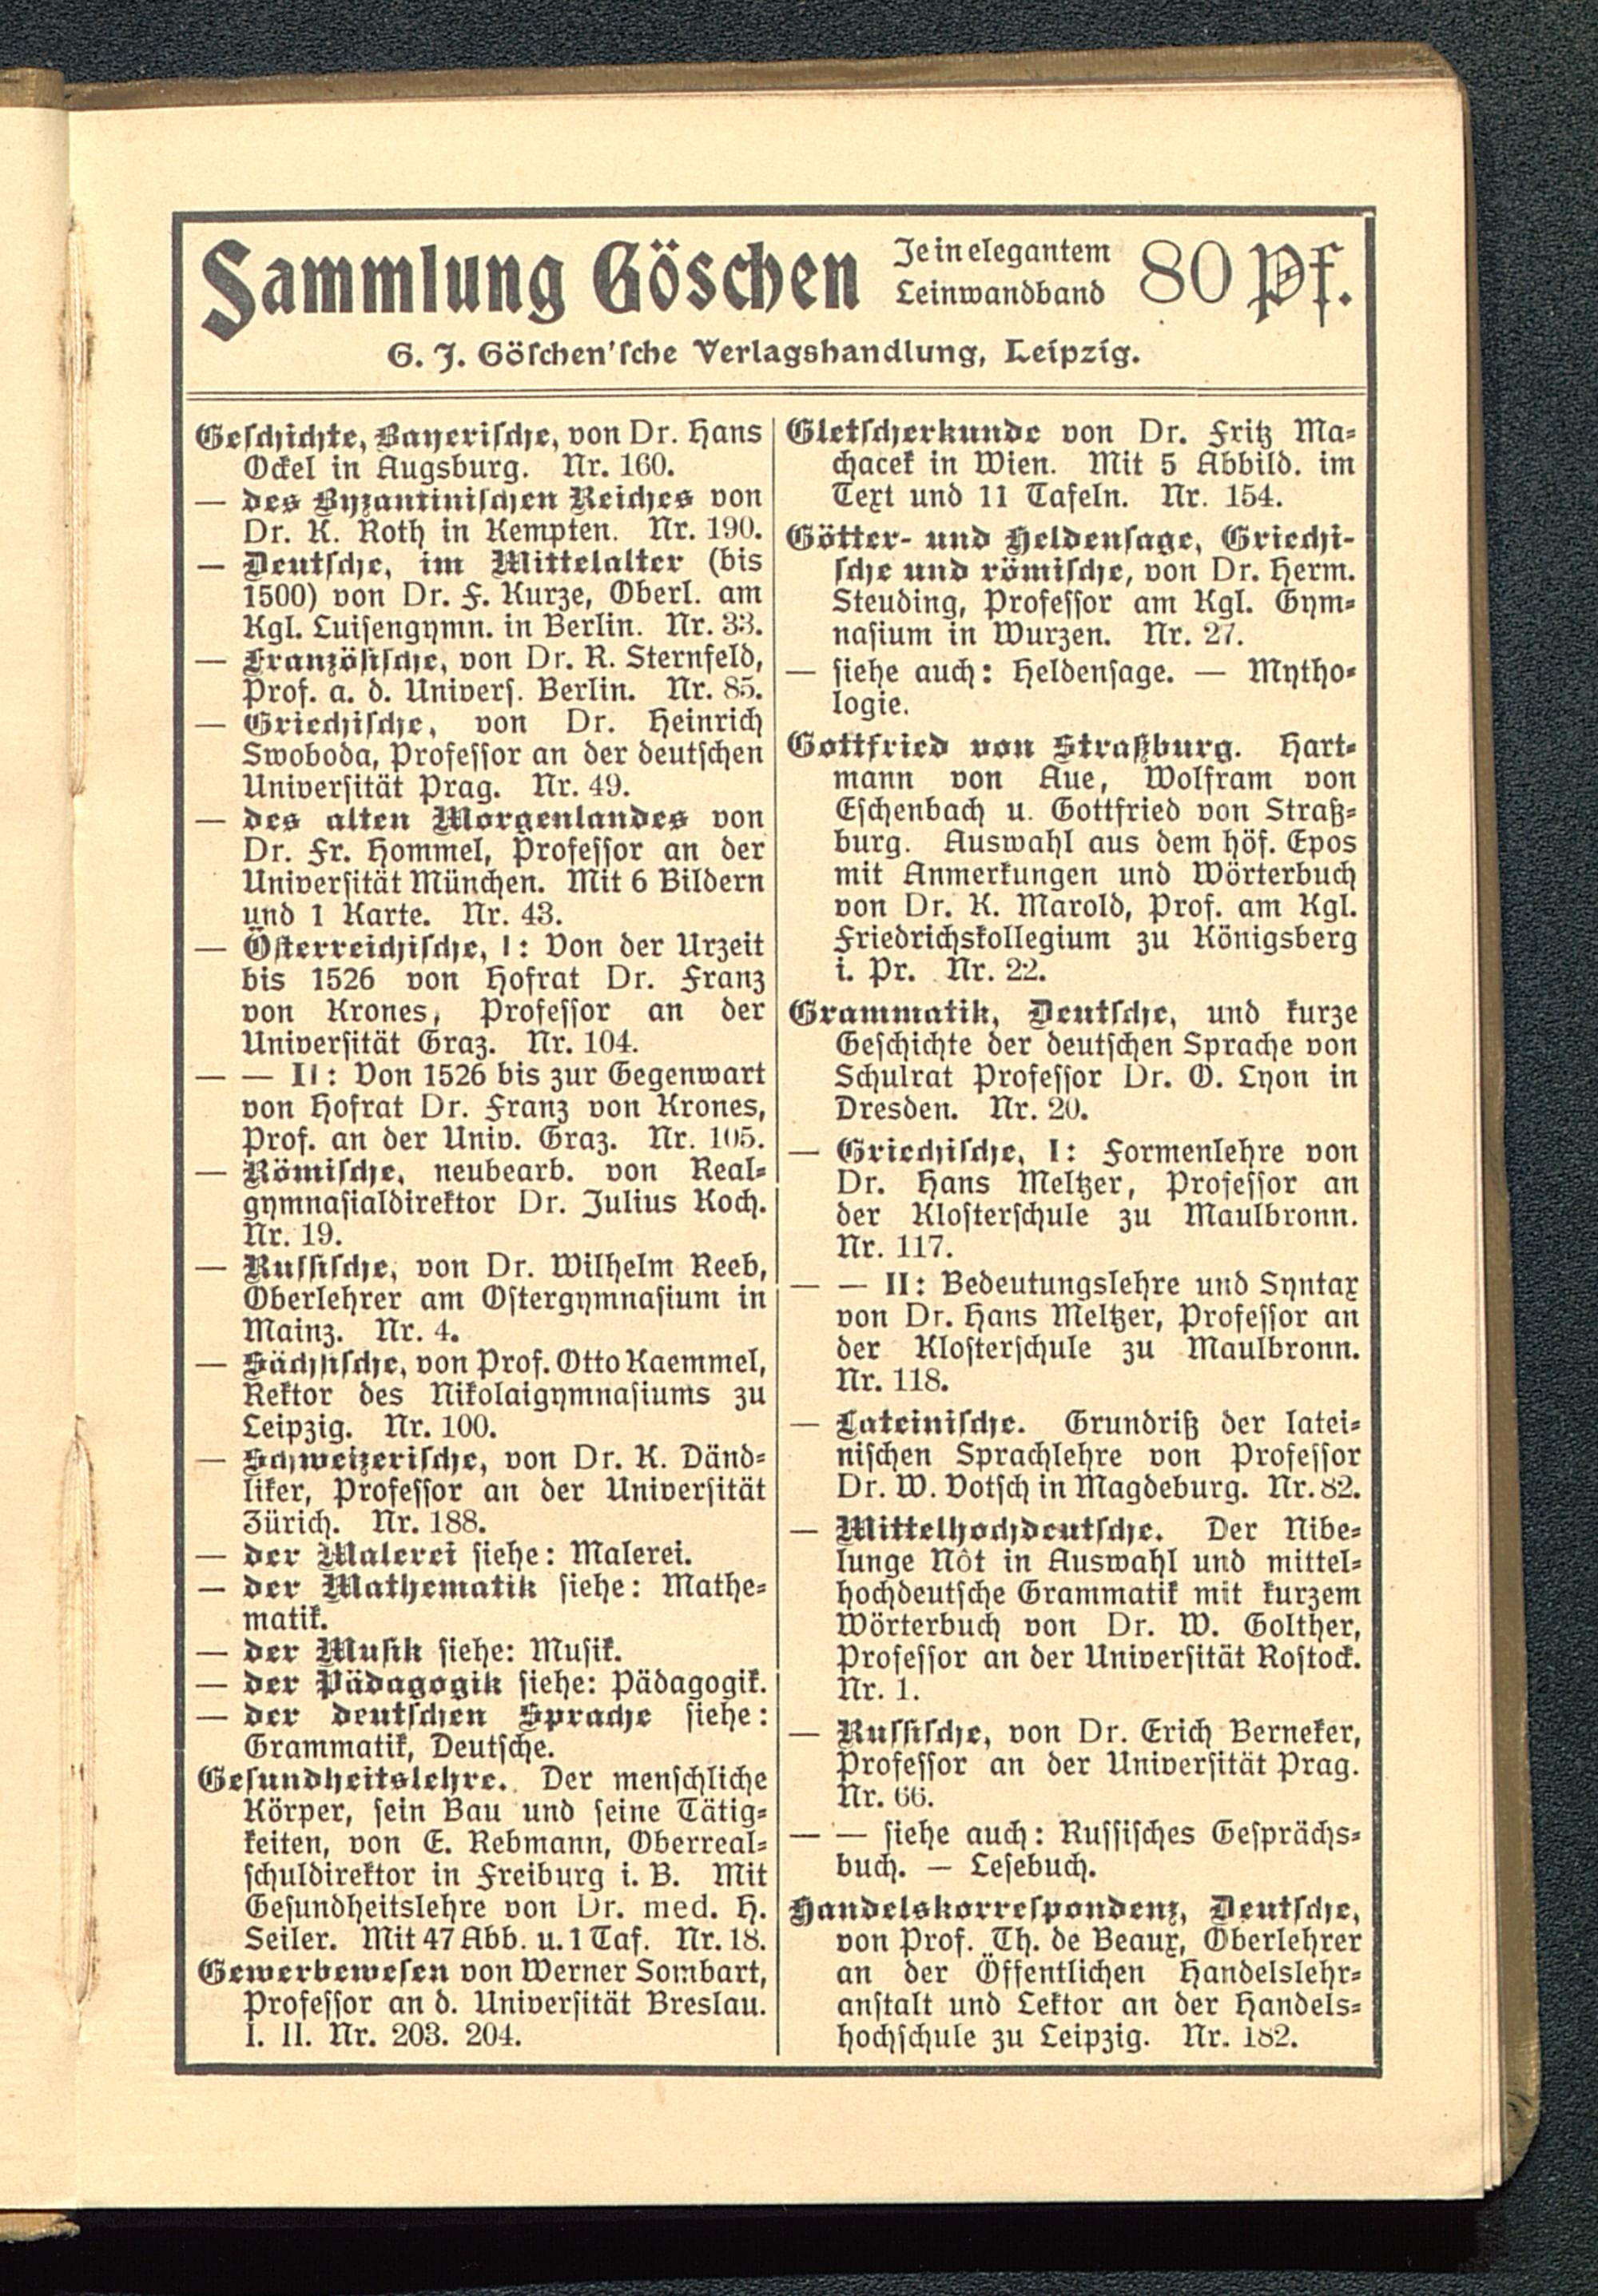 Sammlung Göschen
Je in elegantem
Leinwandband
80 Pf.
G. J. Göschen'sche Verlagshandlung, Leipzig.
Geschichte, Bayerische, von Dr. Hans
Ockel in Augsburg. Nr. 160.
— des Byzantinischen Reiches von
Dr. K. Roth in Kempten. Nr. 190.
— Deutsche, im Mittelalter (bis
1500) von Dr. F. Kurze, Oberl. am
Kgl. Luisengymn. in Berlin. Nr. 33.
— Französische, von Dr. R. Sternfeld,
Prof. a. d. Univers. Berlin. Nr. 85.
— Griechische, von Dr. Heinrich
Swoboda, Professor an der deutschen
Universität Prag. Nr. 49.
— des alten Morgenlandes von
Dr. Fr. Hommel, Professor an der
Universität München. Mit 6 Bildern
und 1 Karte. Nr. 43.
— Österreichische, I: Von der Urzeit
bis 1526 von Hofrat Dr. Franz
von Krones, Professor an der
Universität Graz. Nr. 104.
— — II: Von 1526 bis zur Gegenwart
von Hofrat Dr. Franz von Krones,
Prof. an der Univ. Graz. Nr. 105.
— Römische, neubearb. von Real-
gymnasialdirektor Dr. Julius Koch.
Nr. 19.
— Russische, von Dr. Wilhelm Reeb,
Oberlehrer am Ostergymnasium in
Mainz. Nr. 4.
— Sächsische, von Prof. Otto Kaemmel,
Rektor des Nikolaigymnasiums zu
Leipzig. Nr. 100.
— Schweizerische, von Dr. K. Dänd-
liker, Professor an der Universität
Zürich. Nr. 188.
— der Malerei siehe: Malerei.
— der Mathematik siehe: Mathe-
matik.
— der Musik siehe: Musik.
— der Pädagogik siehe: Pädagogik.
— der deutschen Sprache siehe:
Grammatik, Deutsche.
Gesundheitslehre. Der menschliche
Körper, sein Bau und seine Tätig-
keiten, von E. Rebmann, Oberreal-
schuldirektor in Freiburg i. B. Mit
Gesundheitslehre von Dr. med. H.
Seiler. Mit 47 Abb. u. 1 Taf. Nr. 18.
Gewerbewesen von Werner Sombart,
Professor an d. Universität Breslau.
I. II. Nr. 203. 204.
Gletscherkunde von Dr. Fritz Ma-
chacek in Wien. Mit 5 Abbild. im
Text und 11 Tafeln. Nr. 154.
Götter- und Heldensage, Griechi-
sche und römische, von Dr. Herm.
Steuding, Professor am Kgl. Gym-
nasium in Wurzen. Nr. 27.
— siehe auch: Heldensage. — Mytho-
logie.
Gottfried von Straßburg. Hart-
mann von Aue, Wolfram von
Eschenbach u. Gottfried von Straß-
burg. Auswahl aus dem höf. Epos
mit Anmerkungen und Wörterbuch
von Dr. K. Marold, Prof. am Kgl.
Friedrichskollegium zu Königsberg
i. Pr. Nr. 22.
Grammatik, Deutsche, und kurze
Geschichte der deutschen Sprache von
Schulrat Professor Dr. O. Lyon in
Dresden. Nr. 20.
— Griechische, I: Formenlehre von
Dr. Hans Meltzer, Professor an
der Klosterschule zu Maulbronn.
Nr. 117.
— — II: Bedeutungslehre und Syntax
von Dr. Hans Meltzer, Professor an
der Klosterschule zu Maulbronn.
Nr. 118.
— Lateinische. Grundriß der latei-
nischen Sprachlehre von Professor
Dr. W. Votsch in Magdeburg. Nr. 82.
— Mittelhochdeutsche. Der Nibe-
lunge Nôt in Auswahl und mittel-
hochdeutsche Grammatik mit kurzem
Wörterbuch von Dr. W. Golther,
Professor an der Universität Rostock.
Nr. 1.
— Russische, von Dr. Erich Berneker,
Professor an der Universität Prag.
Nr. 66.
— — siehe auch: Russisches Gesprächs-
buch. — Lesebuch.
Handelskorrespondenz, Deutsche,
von Prof. Th. de Beaux, Oberlehrer
an der Öffentlichen Handelslehr-
anstalt und Lektor an der Handels-
hochschule zu Leipzig. Nr. 182.